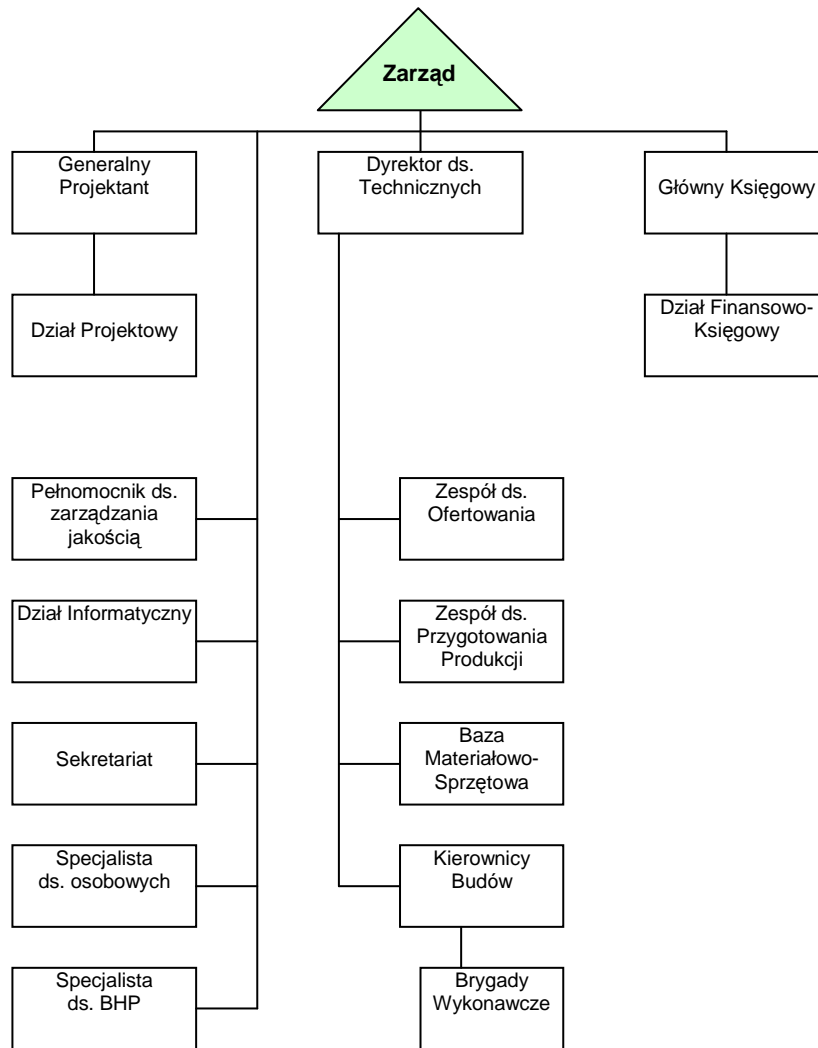 Zarząd
Generalny
Projektant
Dyrektor ds.
Technicznych
Główny Księgowy
Dział Projektowy
Dział Finansowo-
Księgowy
Pełnomocnik ds.
zarządzania
jakością
Zespół ds.
Ofertowania
Dział Informatyczny
Zespół ds.
Przygotowania
Produkcji
Sekretariat
Baza
Materiałowo-
Sprzętowa
Specjalista
ds. osobowych
Kierownicy
Budów
Specjalista
ds. BHP
Brygady
Wykonawcze